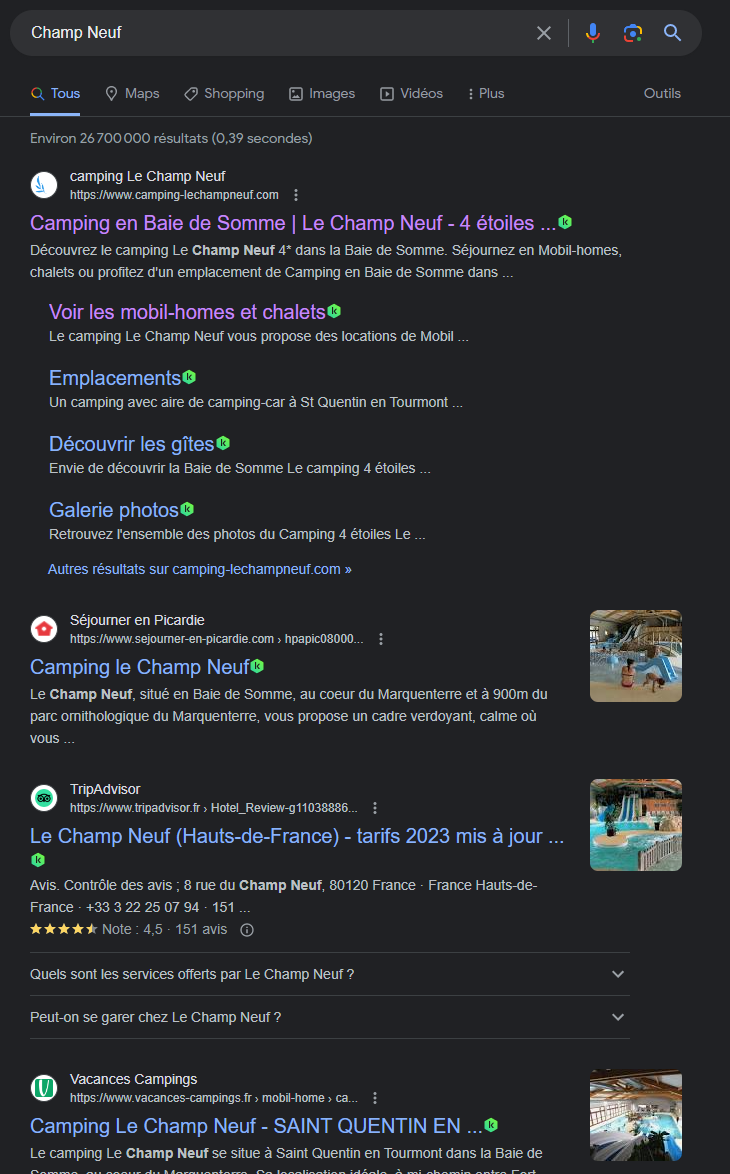 Champ Neuf
Tous
Maps
Shopping
Images
Vidéos
Plus
Outils
Environ 26 700 000 résultats (0,39 secondes)
camping Le Champ Neuf
https://www.camping-lechampneuf.com
Camping en Baie de Somme | Le Champ Neuf - 4 étoiles ...
Découvrez le camping Le Champ Neuf 4* dans la Baie de Somme. Séjournez en Mobil-homes,
chalets ou profitez d'un emplacement de Camping en Baie de Somme dans ...
Voir les mobil-homes et chalets
Le camping Le Champ Neuf vous propose des locations de Mobil ...
Emplacements
Un camping avec aire de camping-car à St Quentin en Tourmont ...
Découvrir les gîtes
Envie de découvrir la Baie de Somme Le camping 4 étoiles ...
Galerie photos
Retrouvez l'ensemble des photos du Camping 4 étoiles Le ...
Autres résultats sur camping-lechampneuf.com »
Séjourner en Picardie
https://www.sejourner-en-picardie.com › hpapic08000...
Camping le Champ Neuf
Le Champ Neuf, situé en Baie de Somme, au coeur du Marquenterre et à 900m du
parc ornithologique du Marquenterre, vous propose un cadre verdoyant, calme où
vous ...
TripAdvisor
https://www.tripadvisor.fr › Hotel_Review-g11038886...
Le Champ Neuf (Hauts-de-France) - tarifs 2023 mis à jour ...
Avis. Contrôle des avis ; 8 rue du Champ Neuf, 80120 France · France Hauts-de-
France · +33 3 22 25 07 94 · 151 ...
Note : 4,5 · 151 avis
Quels sont les services offerts par Le Champ Neuf ?
Peut-on se garer chez Le Champ Neuf ?
Vacances Campings
https://www.vacances-campings.fr › mobil-home › ca...
Camping Le Champ Neuf - SAINT QUENTIN EN ...
Le camping Le Champ Neuf se situe à Saint Quentin en Tourmont dans la Baie de
Somme, au coeur du Marquenterre. Sa localisation idéale, à mi-chemin entre Fort